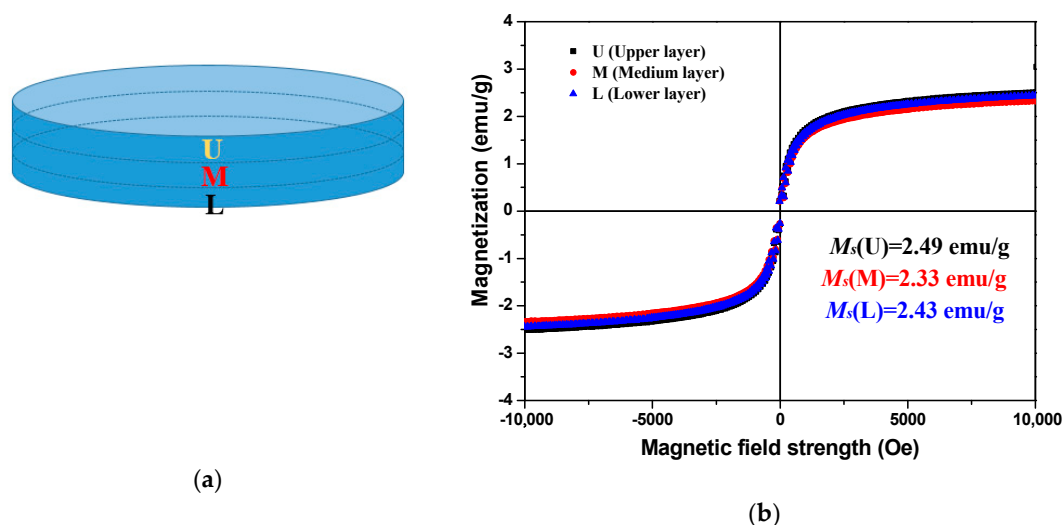 U
M
L
(a)
U (Upper layer)
M (Medium layer)
L (Lower layer)
Magnetization (emu/g)
4
3
2
1
0
-1
-2
-3
-4
Ms(U)=2.49 emu/g
Ms(M)=2.33 emu/g
Ms(L)=2.43 emu/g
-10,000 -5000 0 5000 10,000
Magnetic field strength (Oe)
(b)